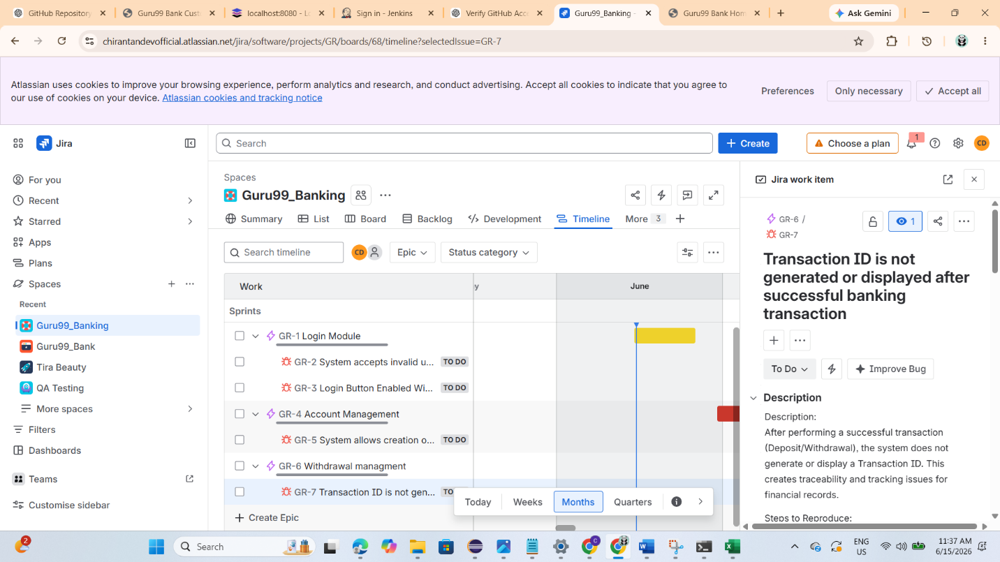 GitHub Repository
Guru99 Bank Cust
localhost:8080 - L
Sign in - Jenkins
Verify GitHub Acc
Guru99_Banking -
Guru99 Bank Hom
Ask Gemini
chirantandevofficial.atlassian.net/jira/software/projects/GR/boards/68/timeline?selectedIssue=GR-7
Atlassian uses cookies to improve your browsing experience, perform analytics and research, and conduct advertising. Accept all cookies to indicate that you agree to
our use of cookies on your device. Atlassian cookies and tracking notice
Preferences
Only necessary
Accept all
Jira
Search
Create
Choose a plan
1
CD
For you
Recent
Starred
Apps
Plans
Spaces
Recent
Guru99_Banking
Guru99_Bank
Tira Beauty
QA Testing
More spaces
Filters
Dashboards
Teams
Customise sidebar
Spaces
Guru99_Banking
Summary
List
Board
Backlog
Development
Timeline
More 3
Search timeline
CD
Epic
Status category
Work
y
June
Sprints
GR-1 Login Module
GR-2 System accepts invalid u... TO DO
GR-3 Login Button Enabled Wi... TO DO
GR-4 Account Management
GR-5 System allows creation o... TO DO
GR-6 Withdrawal managment
GR-7 Transaction ID is not gen... TO
Create Epic
Today
Weeks
Months
Quarters
Jira work item
GR-6 /
GR-7
1
Transaction ID is not
generated or displayed after
successful banking
transaction
To Do
Improve Bug
Description
Description:
After performing a successful transaction
(Deposit/Withdrawal), the system does not
generate or display a Transaction ID. This
creates traceability and tracking issues for
financial records.
Steps to Reproduce:
2
Search
C
ENG
US
11:37 AM
6/15/2026